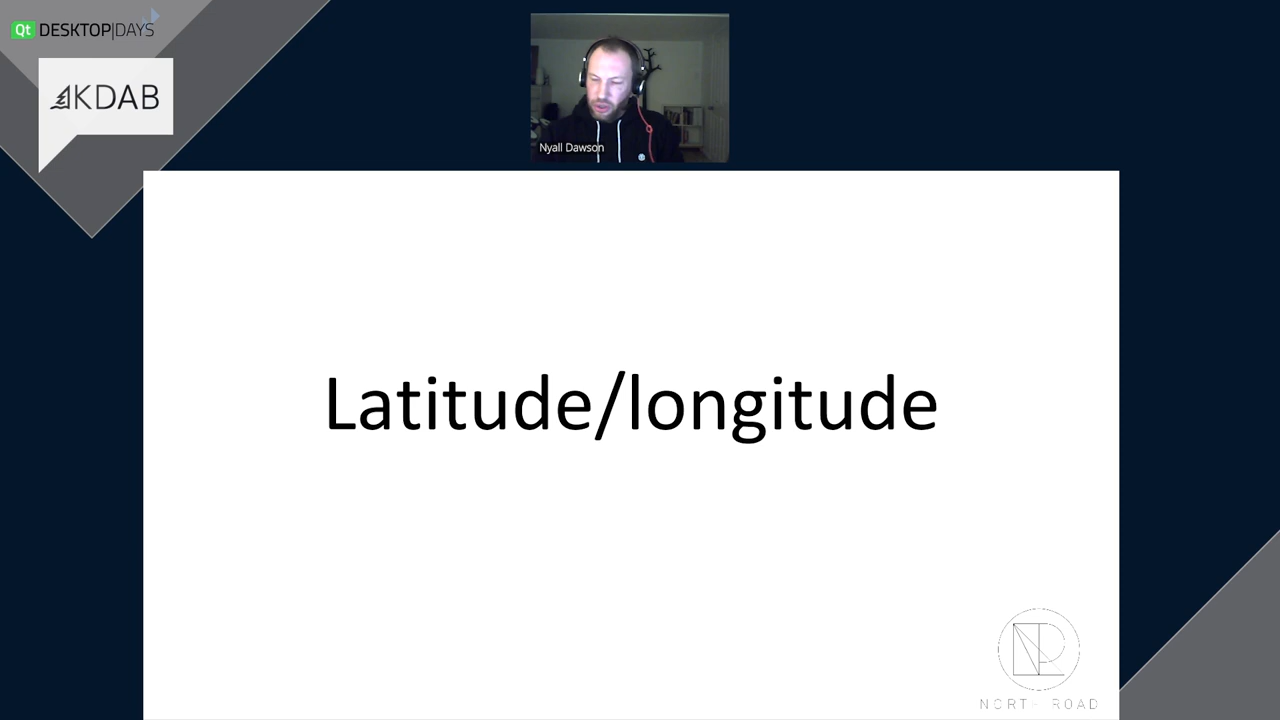 Qt DESKTOP|DAYS
KDAB
Nyall Dawson
Latitude/longitude
NORTH ROAD